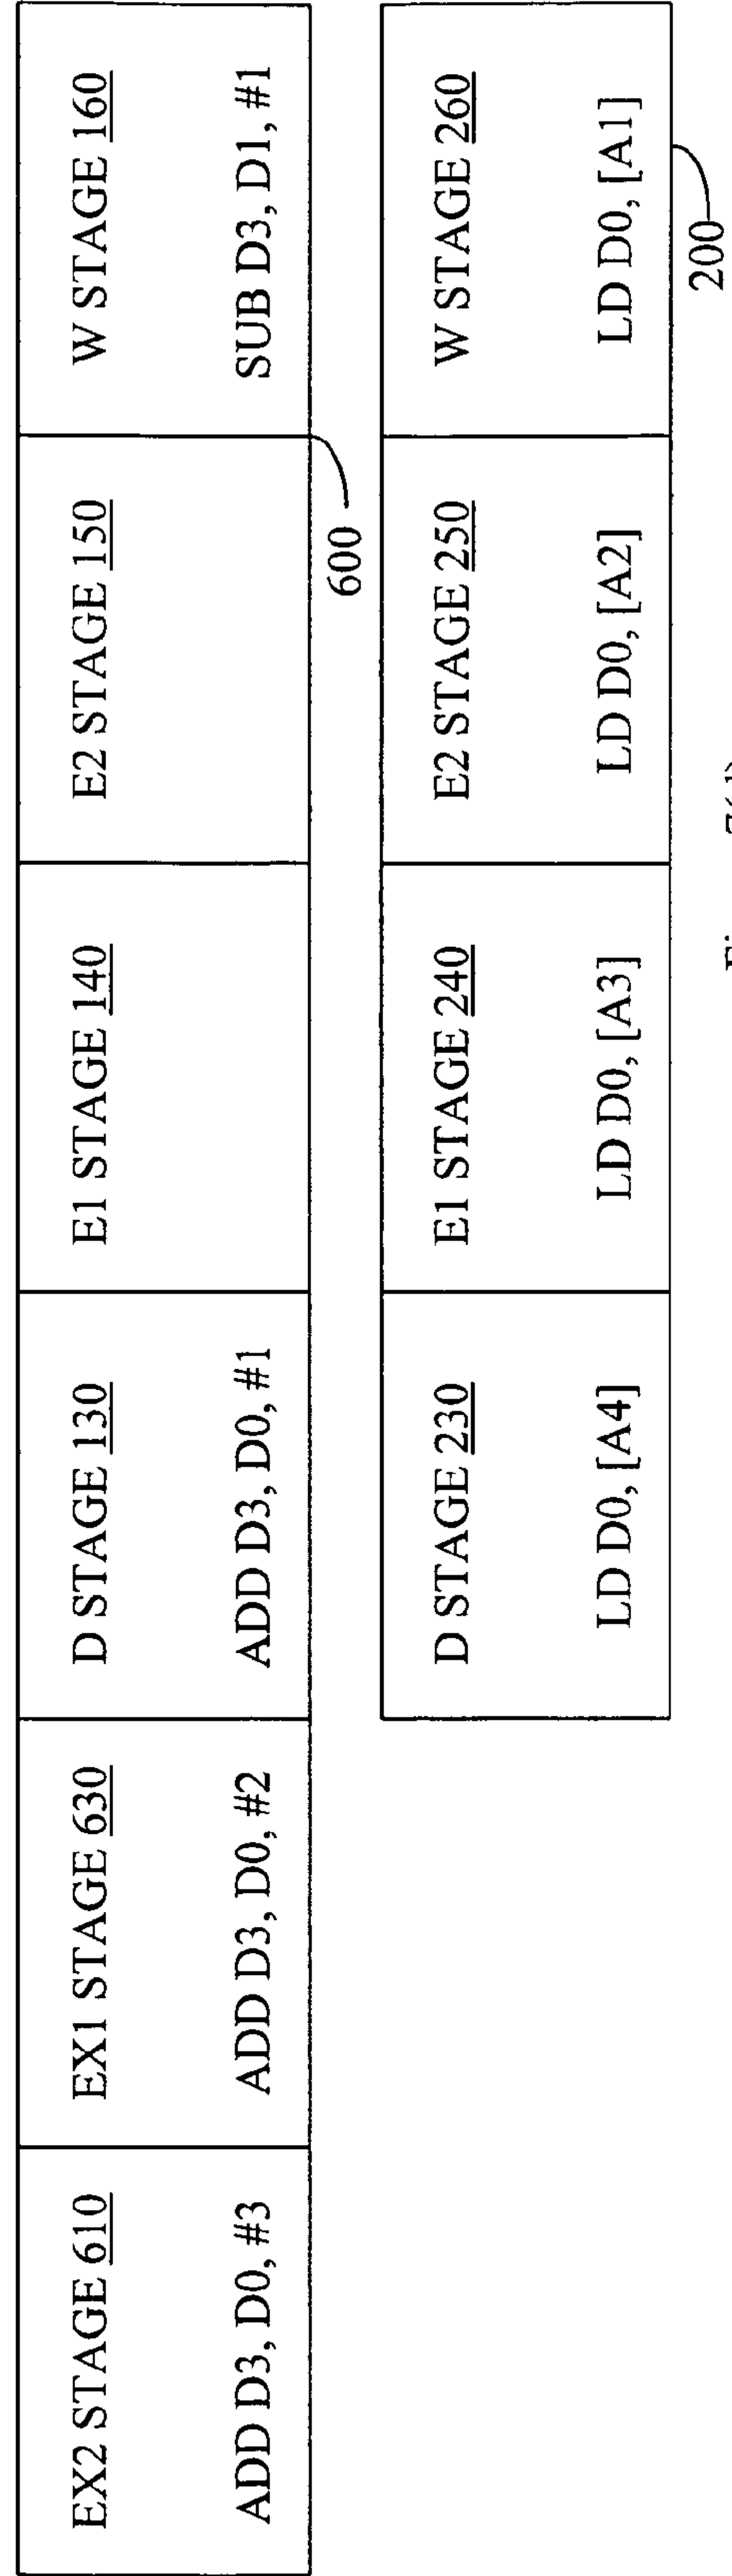 EX2 STAGE 610
ADD D3, D0, #3
EX1 STAGE 630
ADD D3, D0, #2
D STAGE 130
ADD D3, D0, #1
E1 STAGE 140
E2 STAGE 150
W STAGE 160
SUB D3, D1, #1
600
D STAGE 230
LD D0, [A4]
E1 STAGE 240
LD D0, [A3]
E2 STAGE 250
LD D0, [A2]
W STAGE 260
LD D0, [A1]
200